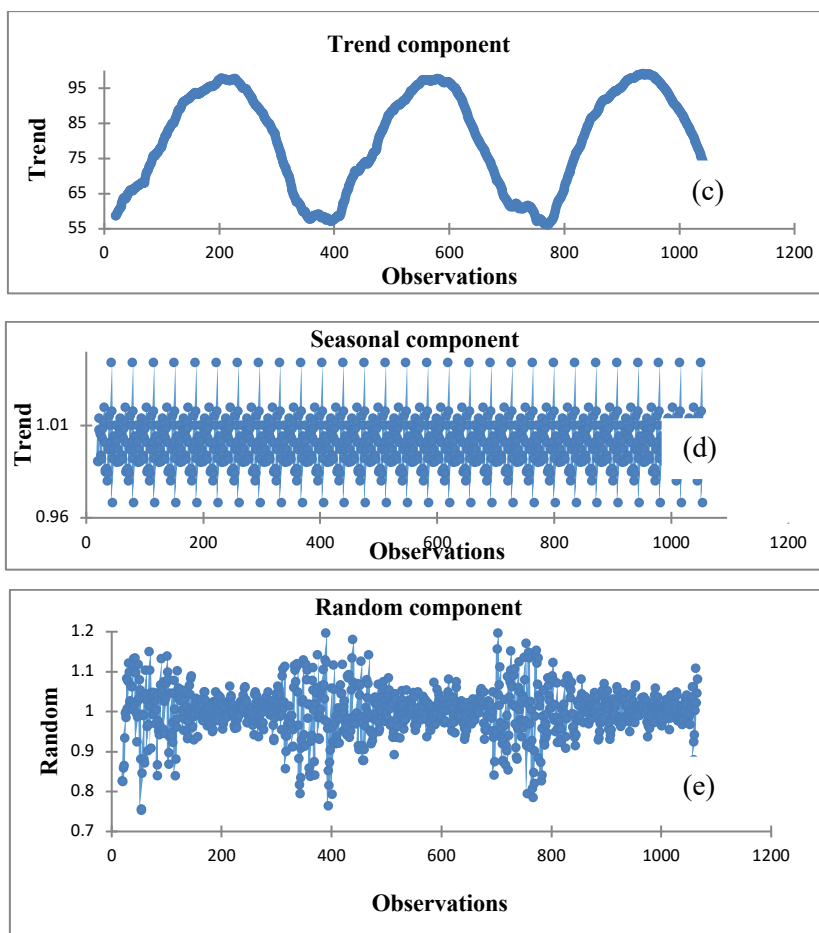 Trend component
95
85
75
65
55
Trend
(c)
0 200 400 600 800 1000 1200
Observations
Seasonal component
1.01
0.96
Trend
(d)
0 200 400 600 800 1000 1200
Observations
Random component
1.2
1.1
1
0.9
0.8
0.7
Random
(e)
0 200 400 600 800 1000 1200
Observations